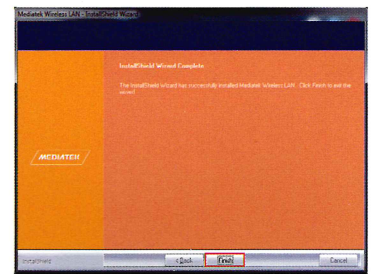 Mediatek Wireless LAN - InstallShield Wizard
InstallShield Wizard Complete
The InstallShield Wizard has successfully installed Mediatek Wireless LAN. Click Finish to exit the
wizard.
MEDIATEK
InstallShield
< Back
Finish
Cancel